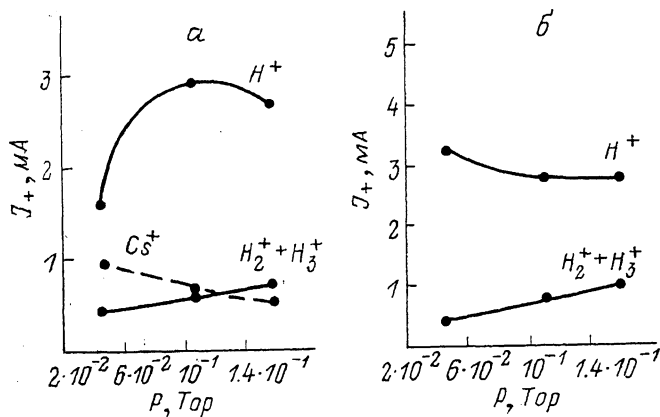 а
3
2
1
I₊, мА
H⁺
Cs⁺
H₂⁺ + H₃⁺
2·10⁻² 6·10⁻² 10⁻¹ 1.4·10⁻¹
p, Тор
б
5
4
3
2
1
I₊, мА
H⁺
H₂⁺ + H₃⁺
2·10⁻² 6·10⁻² 10⁻¹ 1.4·10⁻¹
p, Тор